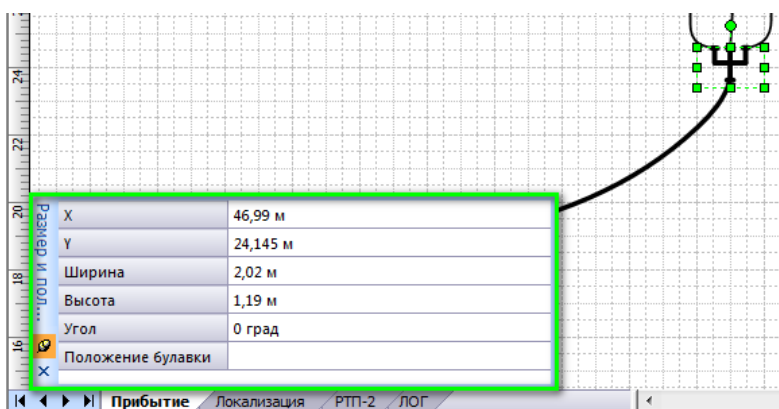 24
22
20
18
16
Размер и пол...
X 46,99 м
Y 24,145 м
Ширина 2,02 м
Высота 1,19 м
Угол 0 град
Положение булавки
Прибытие Локализация РТП-2 ЛОГ